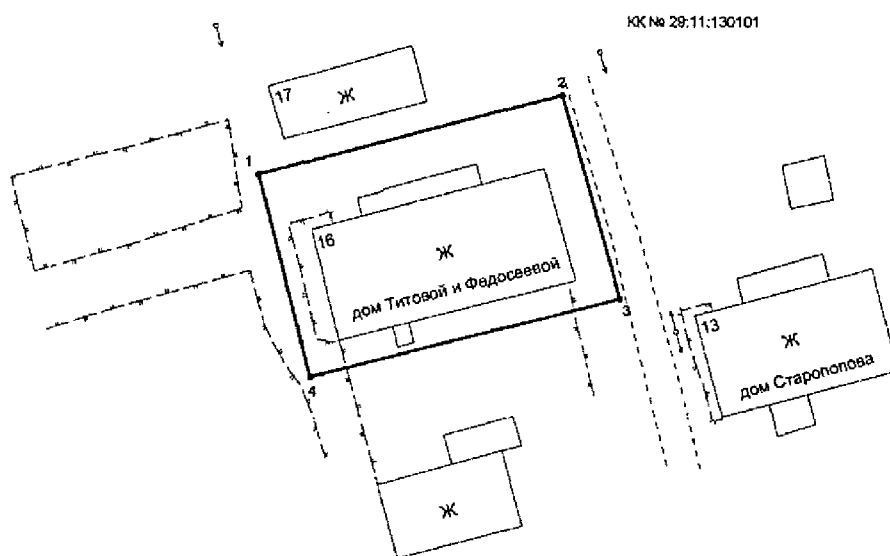 КК № 29:11:130101
17
Ж
2
1
16
Ж
дом Титовой и Федосеевой
3
13
Ж
дом Старопопова
4
Ж